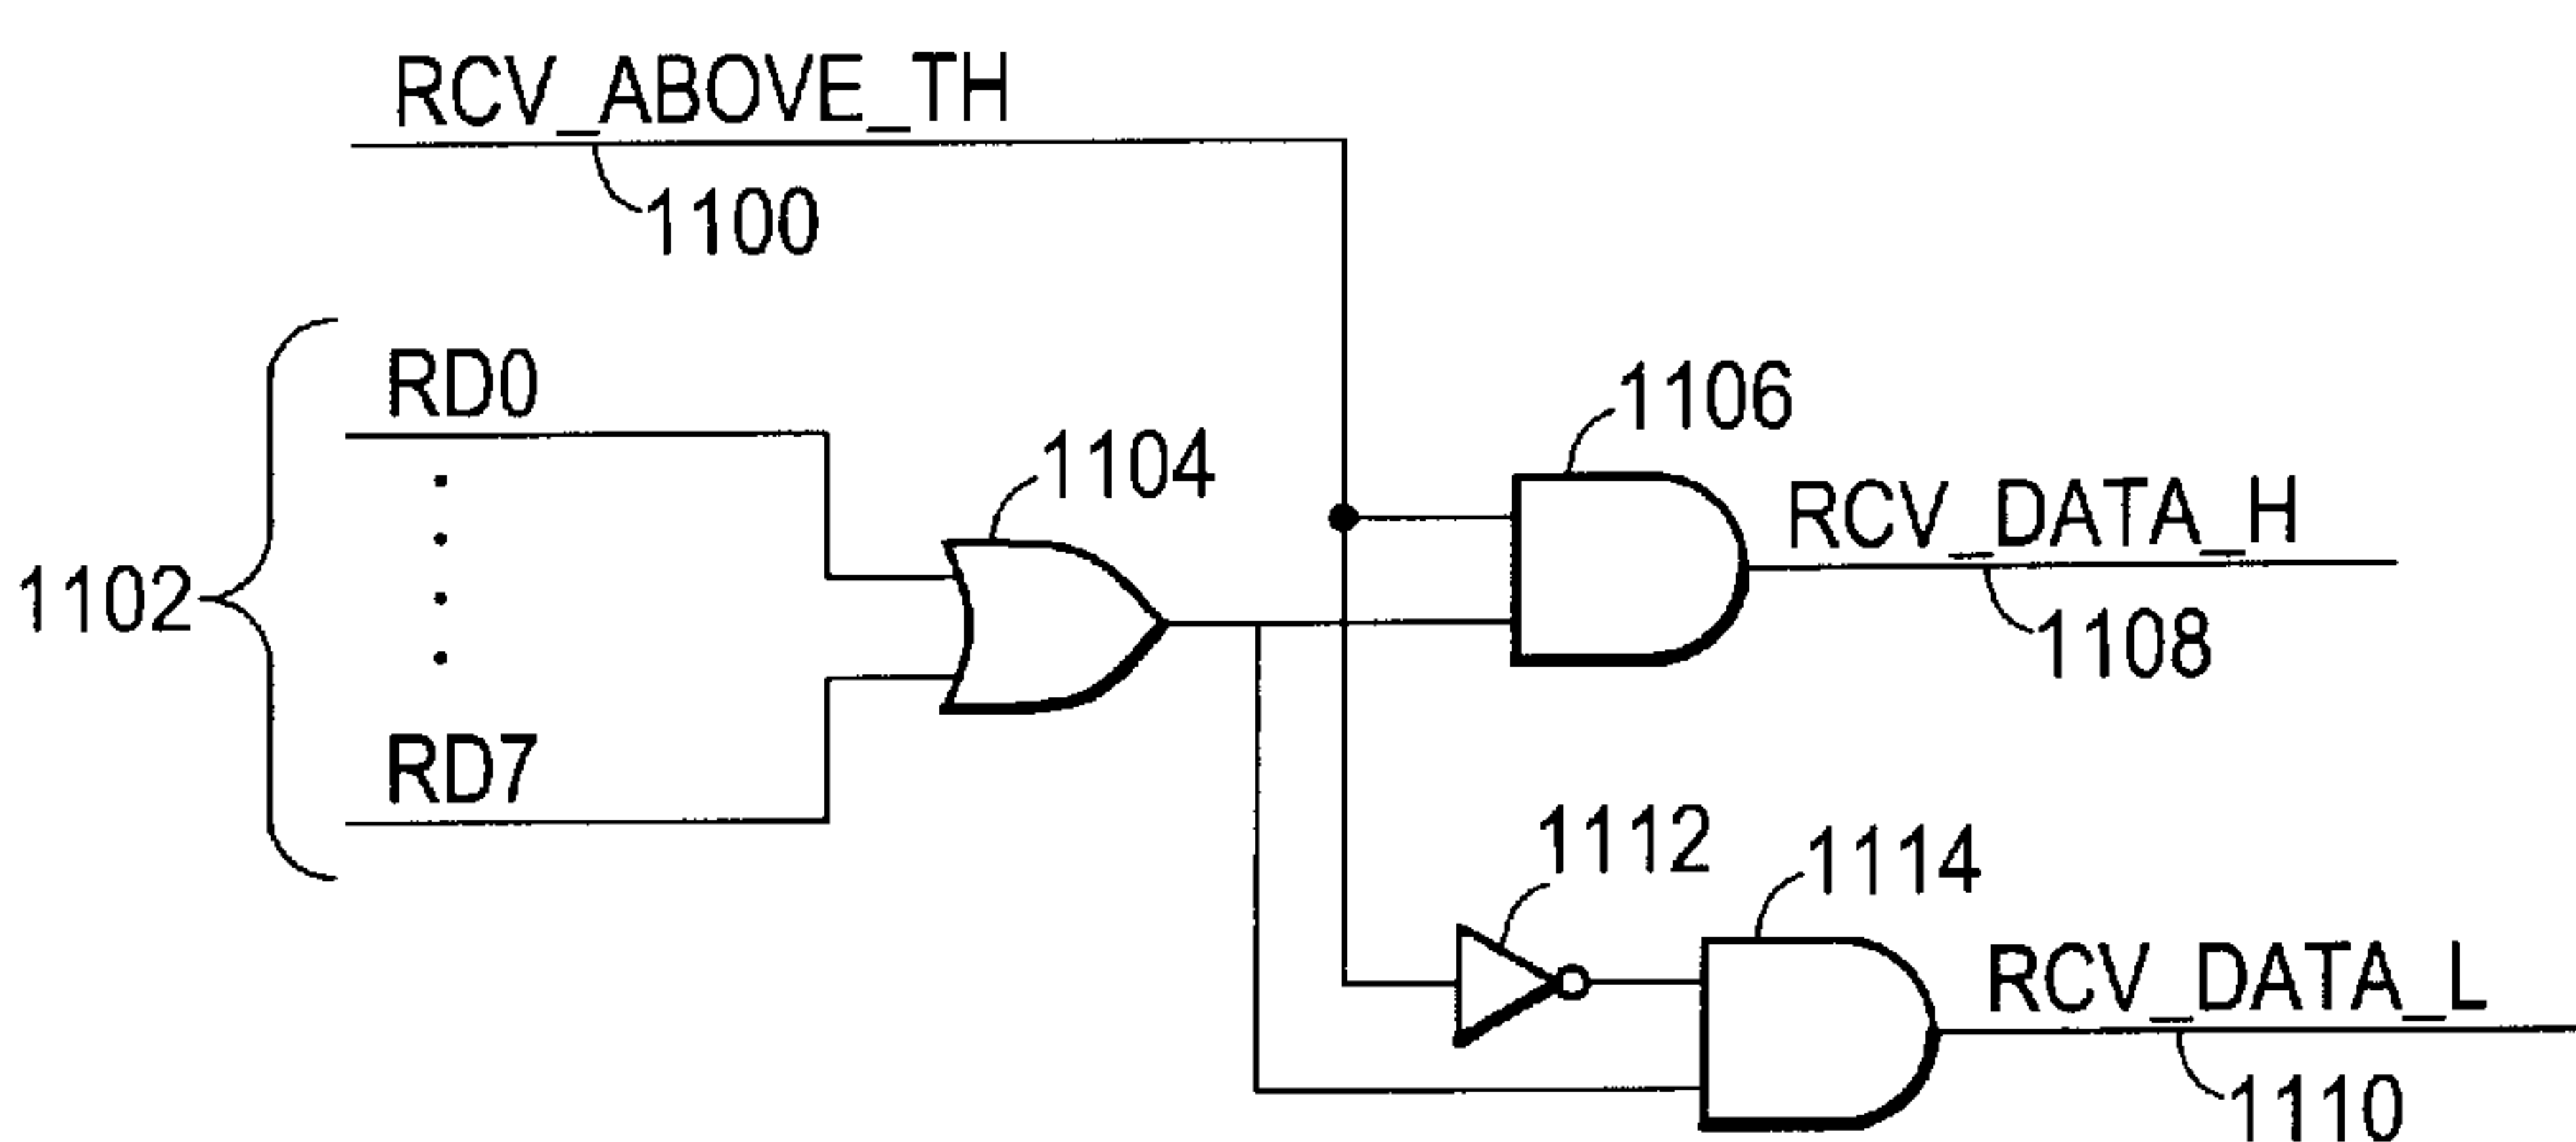 RCV_ABOVE_TH
1100
RD0
1106
1104
RCV_DATA_H
1102
1108
RD7
1112
1114
RCV_DATA_L
1110